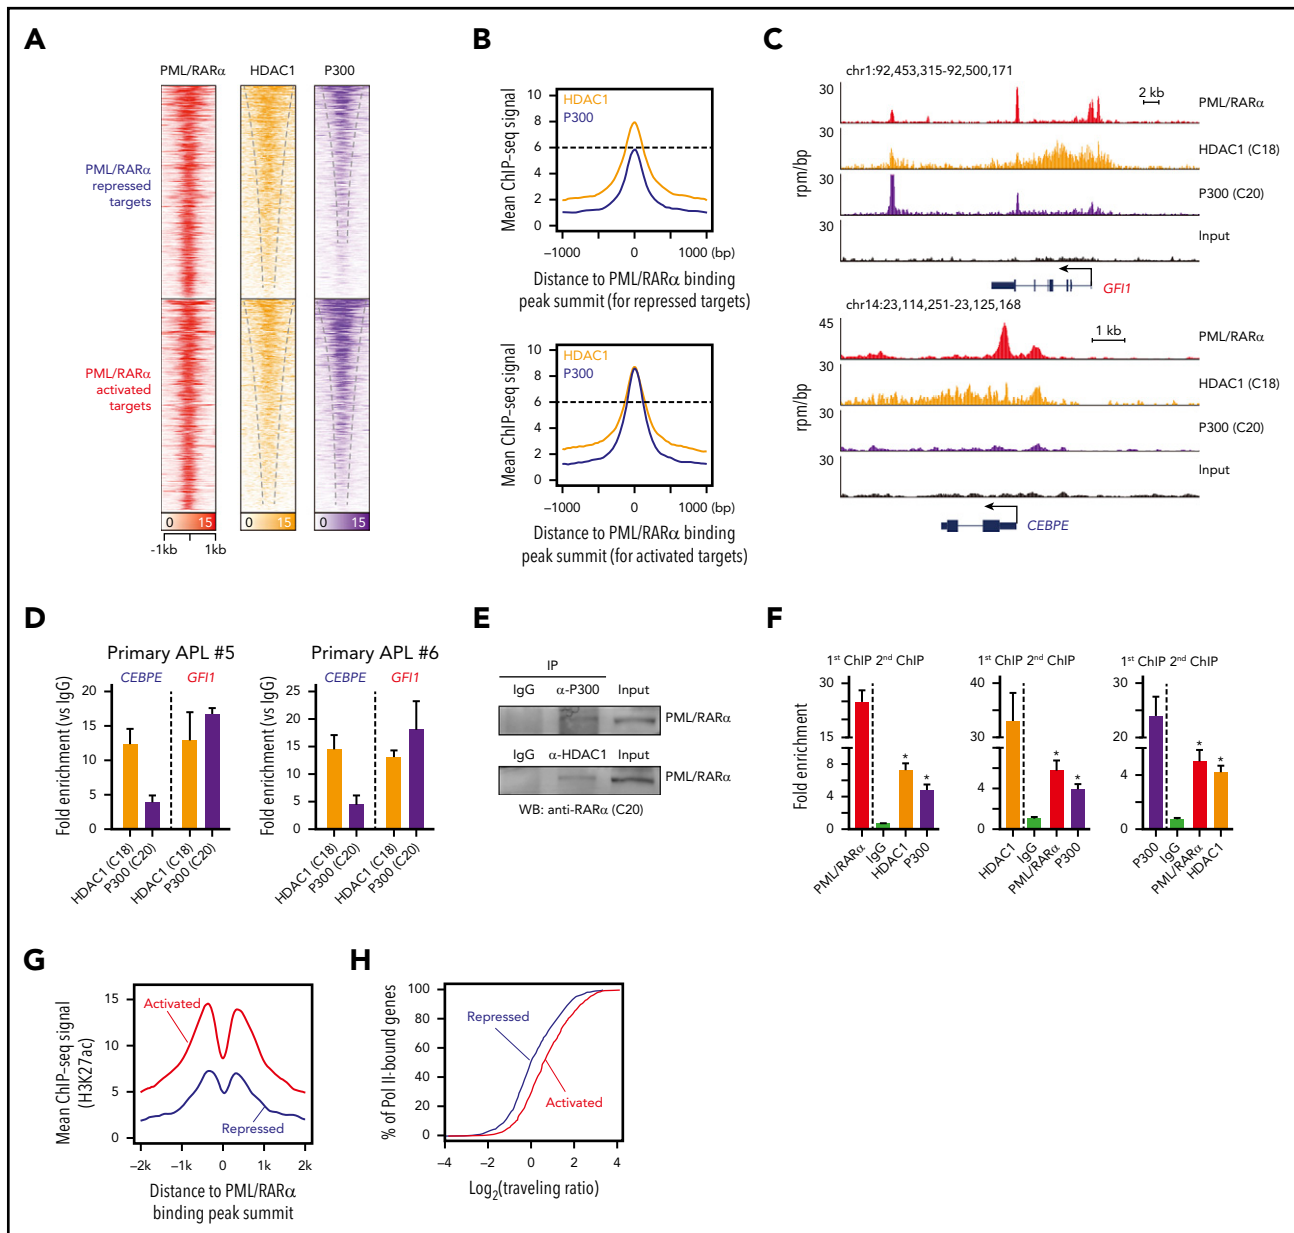 A
PML/RARα HDAC1 P300
PML/RARα
repressed
targets
PML/RARα
activated
targets
0 15 0 15 0 15
-1kb 1kb
B
Mean ChIP–seq signal
10
8
6
4
2
0
HDAC1
P300
–1000 0 1000 (bp)
Distance to PML/RARα binding
peak summit (for repressed targets)
Mean ChIP–seq signal
10
8
6
4
2
0
HDAC1
P300
–1000 0 1000 (bp)
Distance to PML/RARα binding
peak summit (for activated targets)
C
chr1:92,453,315-92,500,171
2 kb
rpm/bp
30 PML/RARα
30 HDAC1 (C18)
30 P300 (C20)
30 Input
GFI1
chr14:23,114,251-23,125,168
1 kb
rpm/bp
45 PML/RARα
30 HDAC1 (C18)
30 P300 (C20)
30 Input
CEBPE
D
Primary APL #5
CEBPE GFI1
Fold enrichment (vs IgG)
20
15
10
5
0
HDAC1 (C18)
P300 (C20)
HDAC1 (C18)
P300 (C20)
Primary APL #6
CEBPE GFI1
Fold enrichment (vs IgG)
25
20
15
10
5
0
HDAC1 (C18)
P300 (C20)
HDAC1 (C18)
P300 (C20)
E
IP
IgG α-P300 Input
PML/RARα
IgG α-HDAC1 Input
PML/RARα
WB: anti-RARα (C20)
F
1st ChIP 2nd ChIP
Fold enrichment
30
15
8
4
0
* *
PML/RARα
IgG
HDAC1
P300
1st ChIP 2nd ChIP
30
15
8
4
0
* *
HDAC1
IgG
PML/RARα
P300
1st ChIP 2nd ChIP
30
20
20
4
0
* *
P300
IgG
PML/RARα
HDAC1
G
Mean ChIP–seq signal
(H3K27ac)
15
10
5
0
Activated
Repressed
–2k –1k 0 1k 2k
Distance to PML/RARα
binding peak summit
H
% of Pol II-bound genes
100
80
60
40
20
0
Repressed
Activated
–4 –2 0 2 4
Log2(traveling ratio)